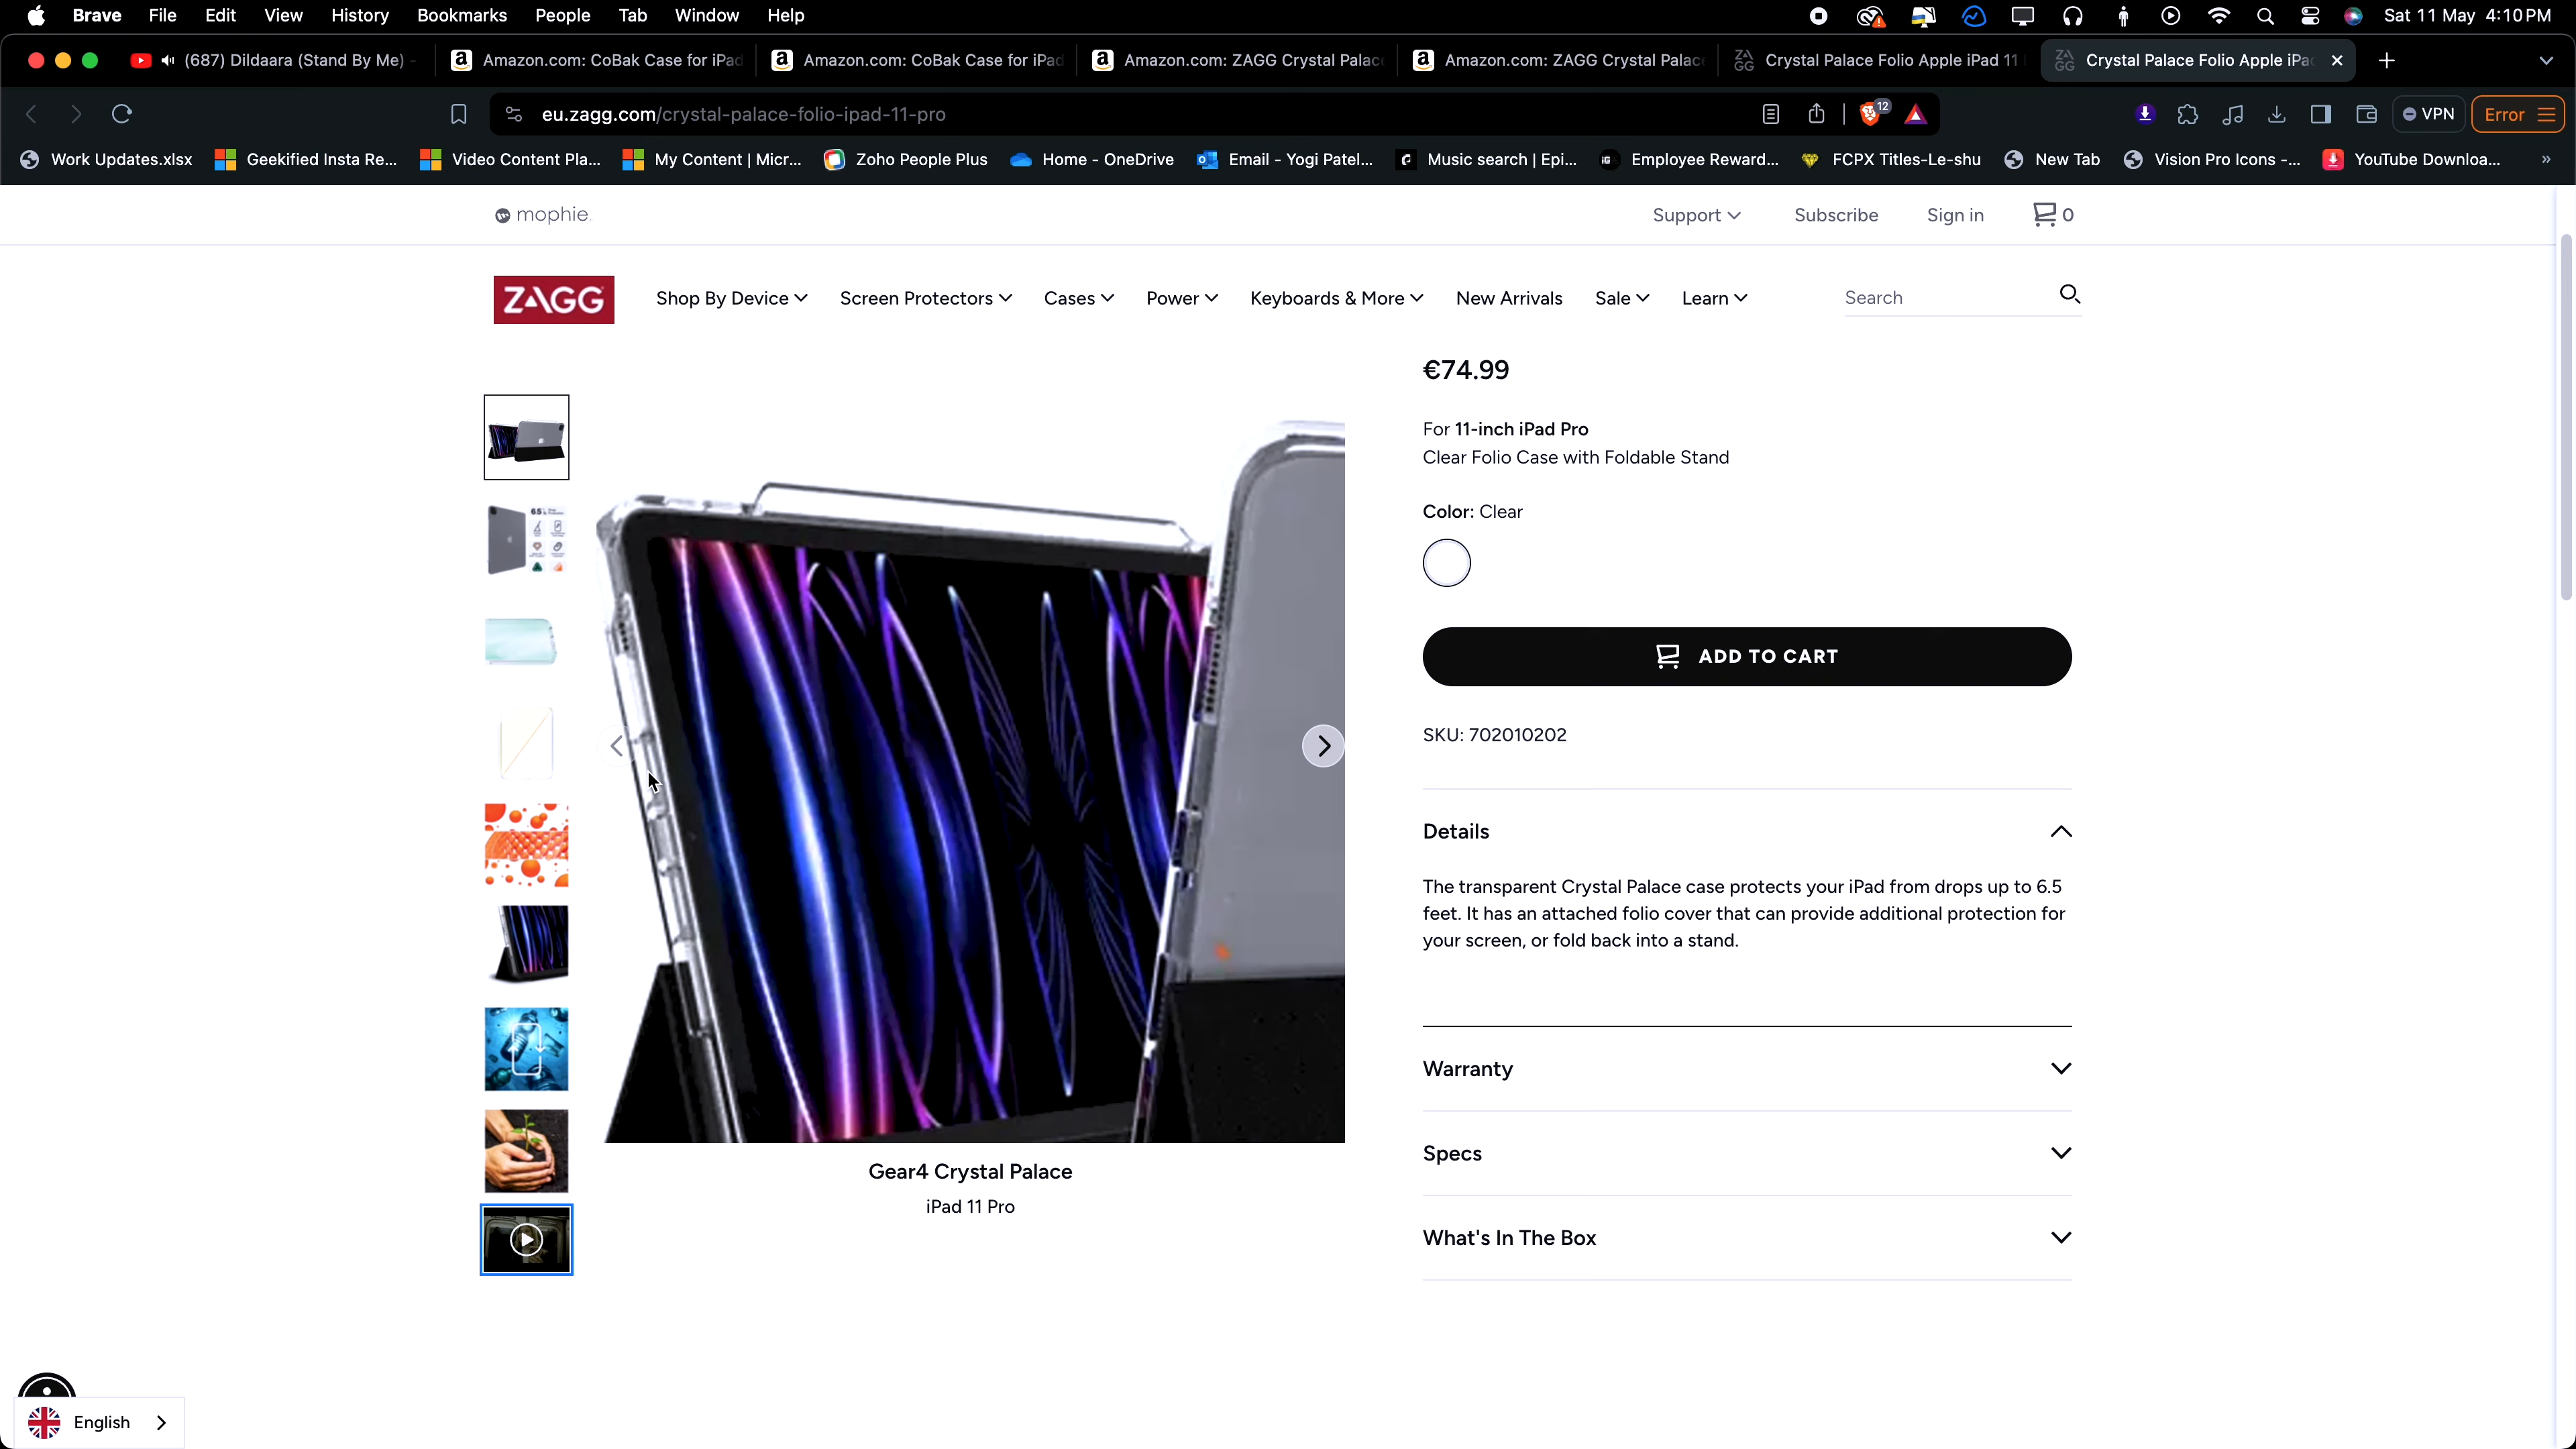 Brave File Edit View History Bookmarks People Tab Window Help Sat 11 May 4:10 PM
(687) Dildaara (Stand By Me) - Amazon.com: CoBak Case for iPad Amazon.com: CoBak Case for iPad Amazon.com: ZAGG Crystal Palac Amazon.com: ZAGG Crystal Palac Crystal Palace Folio Apple iPad 11 Crystal Palace Folio Apple iPa
eu.zagg.com/crystal-palace-folio-ipad-11-pro 12 VPN Error
Work Updates.xlsx Geekified Insta Re... Video Content Pla... My Content | Micr... Zoho People Plus Home - OneDrive Email - Yogi Patel... Music search | Epi... Employee Reward... FCPX Titles-Le-shu New Tab Vision Pro Icons -... YouTube Downloa... »
mophie. Support Subscribe Sign in 0
ZAGG Shop By Device Screen Protectors Cases Power Keyboards & More New Arrivals Sale Learn Search
€74.99
For 11-inch iPad Pro
Clear Folio Case with Foldable Stand
Color: Clear
ADD TO CART
SKU: 702010202
Details
The transparent Crystal Palace case protects your iPad from drops up to 6.5
feet. It has an attached folio cover that can provide additional protection for
your screen, or fold back into a stand.
Warranty
Specs
What's In The Box
Gear4 Crystal Palace
iPad 11 Pro
English